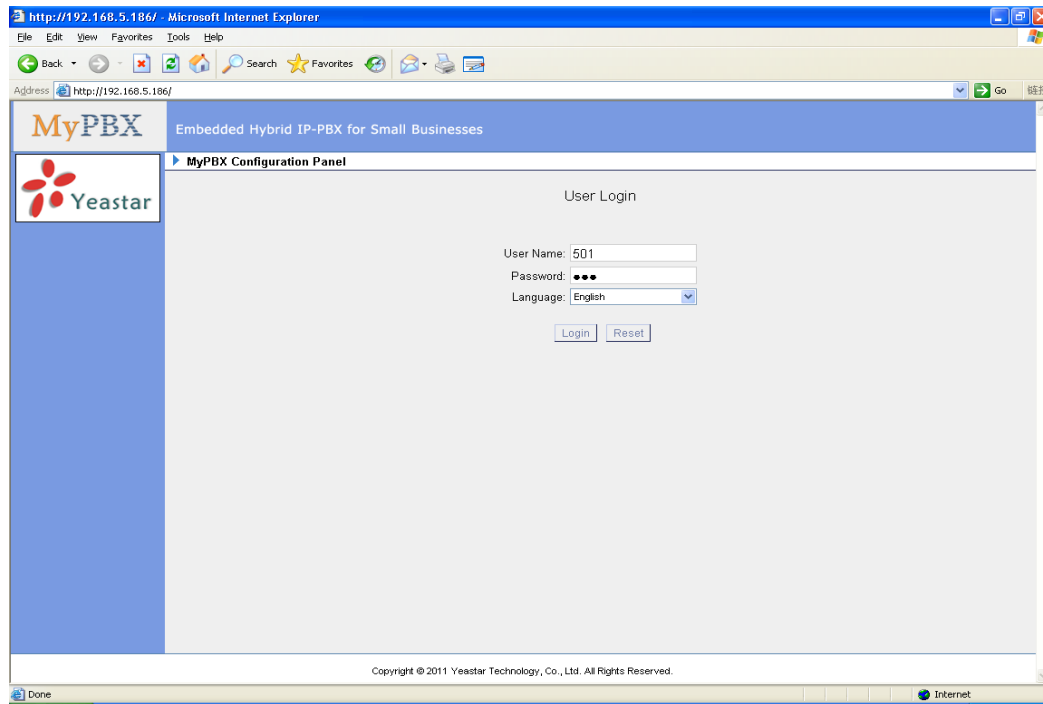 http://192.168.5.186/ - Microsoft Internet Explorer
File Edit View Favorites Tools Help
Back Search Favorites
Address http://192.168.5.186/ Go
MyPBX Embedded Hybrid IP-PBX for Small Businesses
Yeastar
MyPBX Configuration Panel
User Login
User Name: 501
Password: •••
Language: English
Login Reset
Copyright © 2011 Yeastar Technology, Co., Ltd. All Rights Reserved.
Done Internet